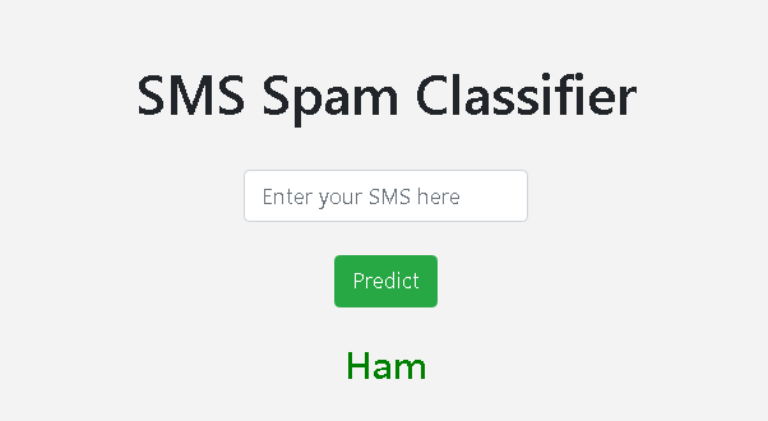 SMS Spam Classifier
Enter your SMS here
Predict
Ham